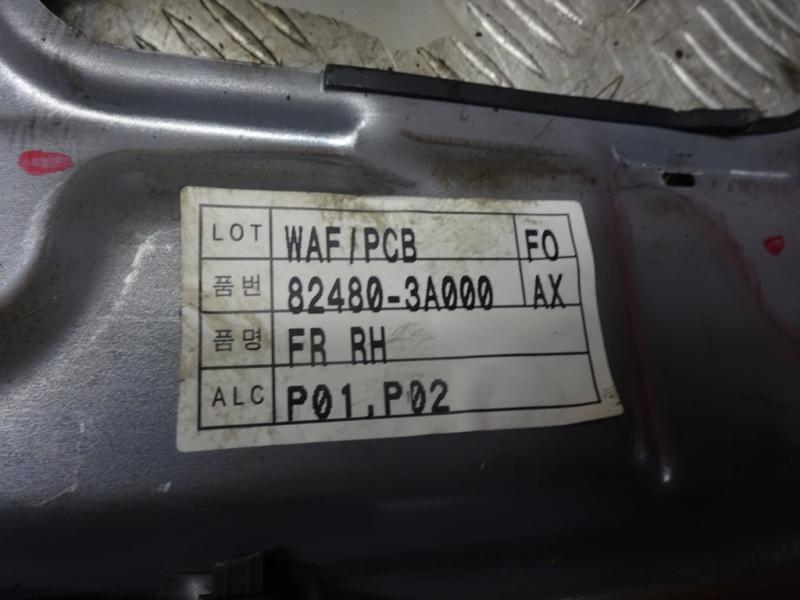 LOT WAF/PCB FO
품번 82480-3A000 AX
품명 FR RH
ALC P01,P02